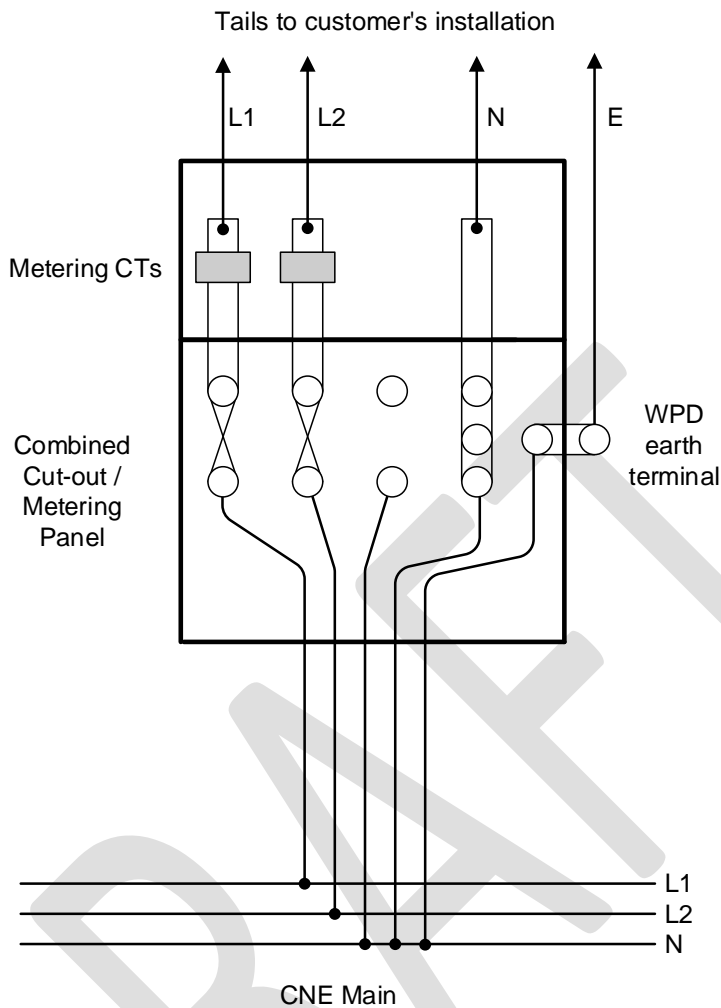 Tails to customer's installation
L1
L2
N
E
Metering CTs
Combined
Cut-out /
Metering
Panel
WPD
earth
terminal
L1
L2
N
CNE Main